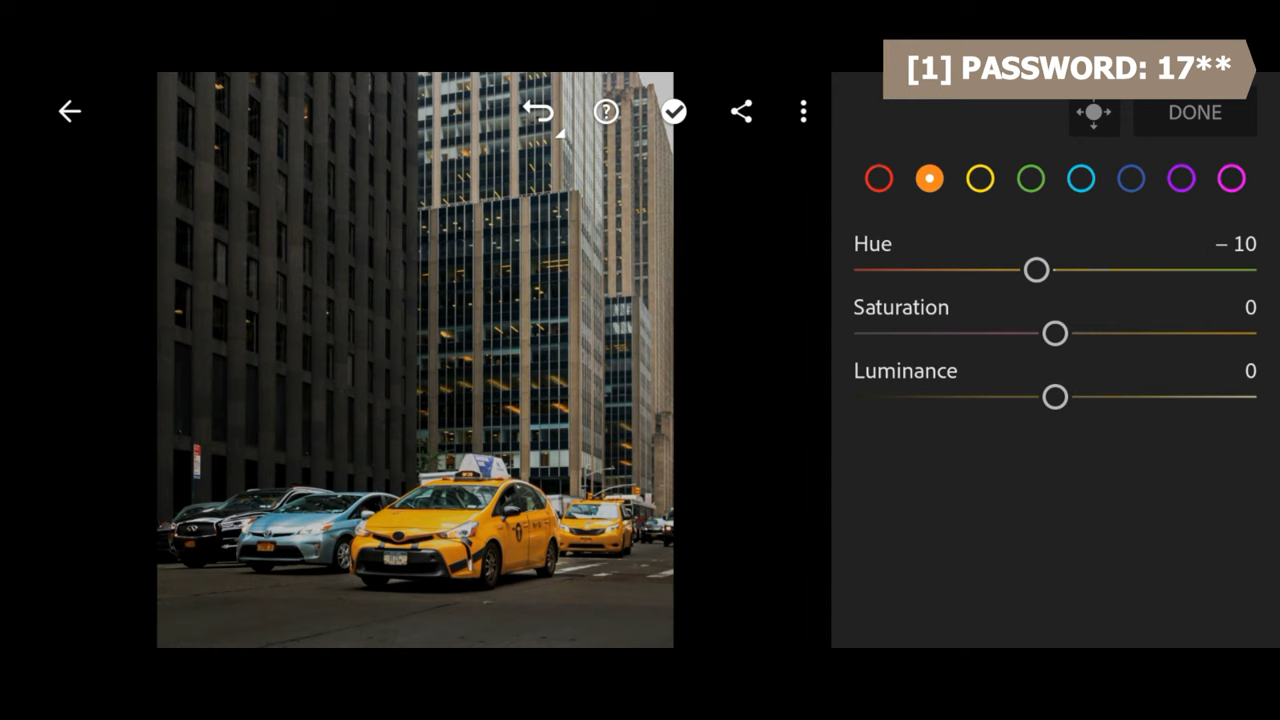 [1] PASSWORD: 17**
DONE
Hue
– 10
Saturation
0
Luminance
0